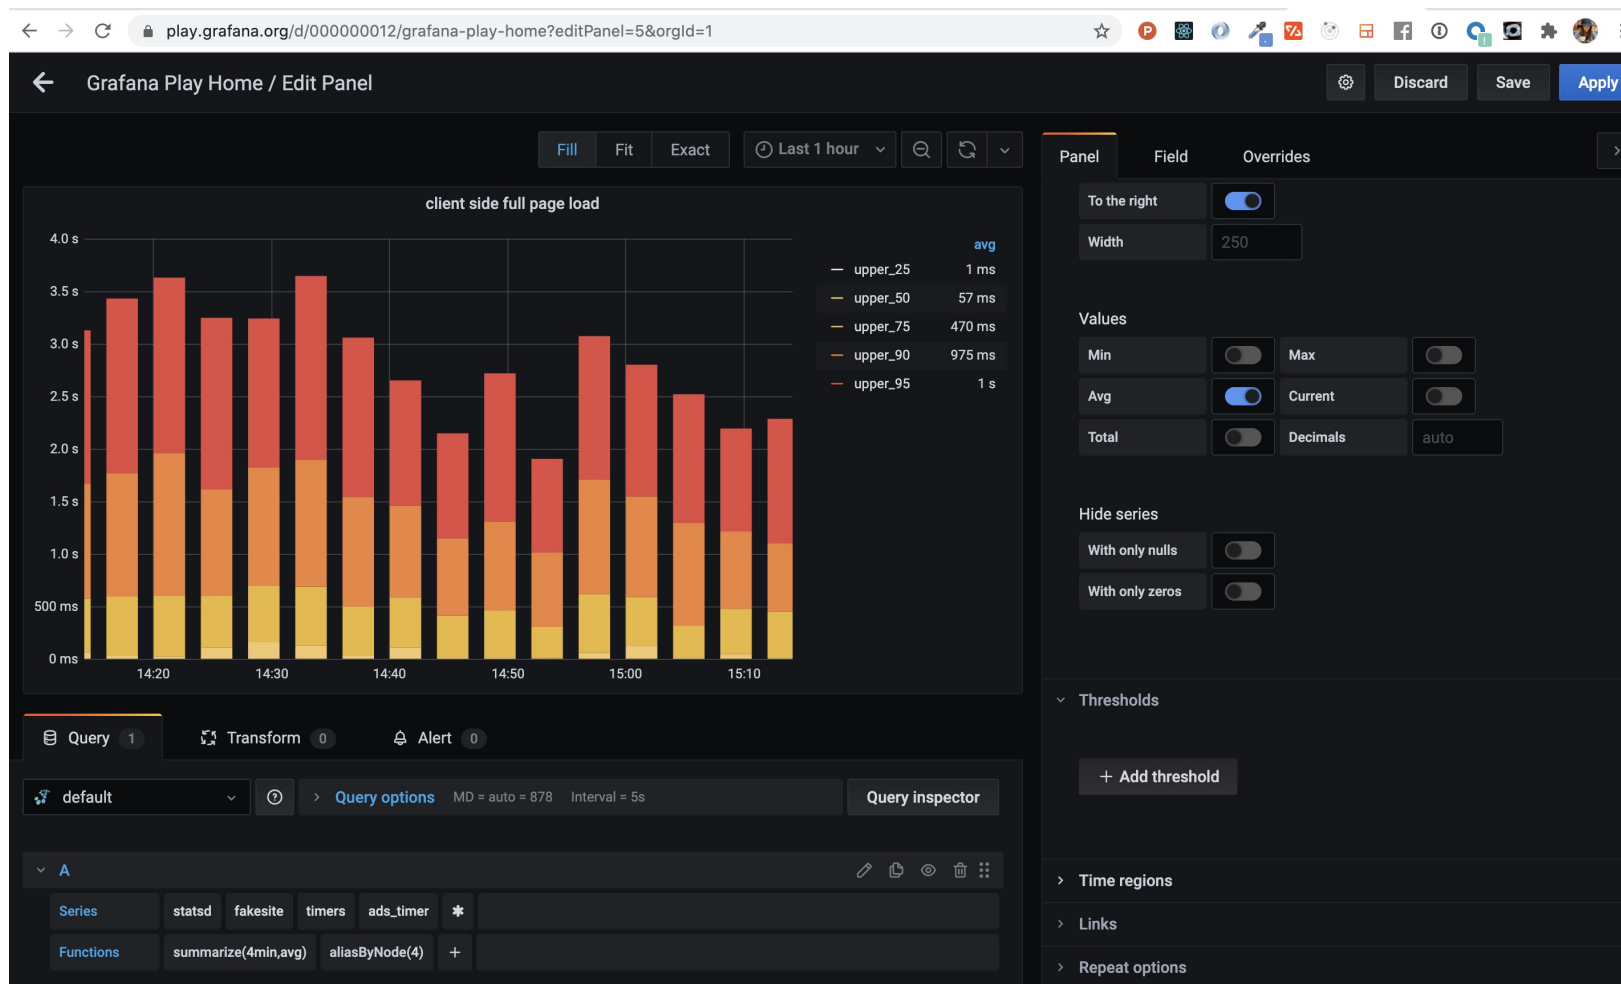 play.grafana.org/d/000000012/grafana-play-home?editPanel=5&orgId=1
Grafana Play Home / Edit Panel
Discard
Save
Apply
Fill
Fit
Exact
Last 1 hour
Panel
Field
Overrides
client side full page load
4.0 s
3.5 s
3.0 s
2.5 s
2.0 s
1.5 s
1.0 s
500 ms
0 ms
14:20
14:30
14:40
14:50
15:00
15:10
avg
upper_25 1 ms
upper_50 57 ms
upper_75 470 ms
upper_90 975 ms
upper_95 1 s
Query 1
Transform 0
Alert 0
default
Query options MD = auto = 878 Interval = 5s
Query inspector
A
Series statsd fakesite timers ads_timer *
Functions summarize(4min,avg) aliasByNode(4) +
To the right
Width 250
Values
Min Max
Avg Current
Total Decimals auto
Hide series
With only nulls
With only zeros
Thresholds
+ Add threshold
Time regions
Links
Repeat options